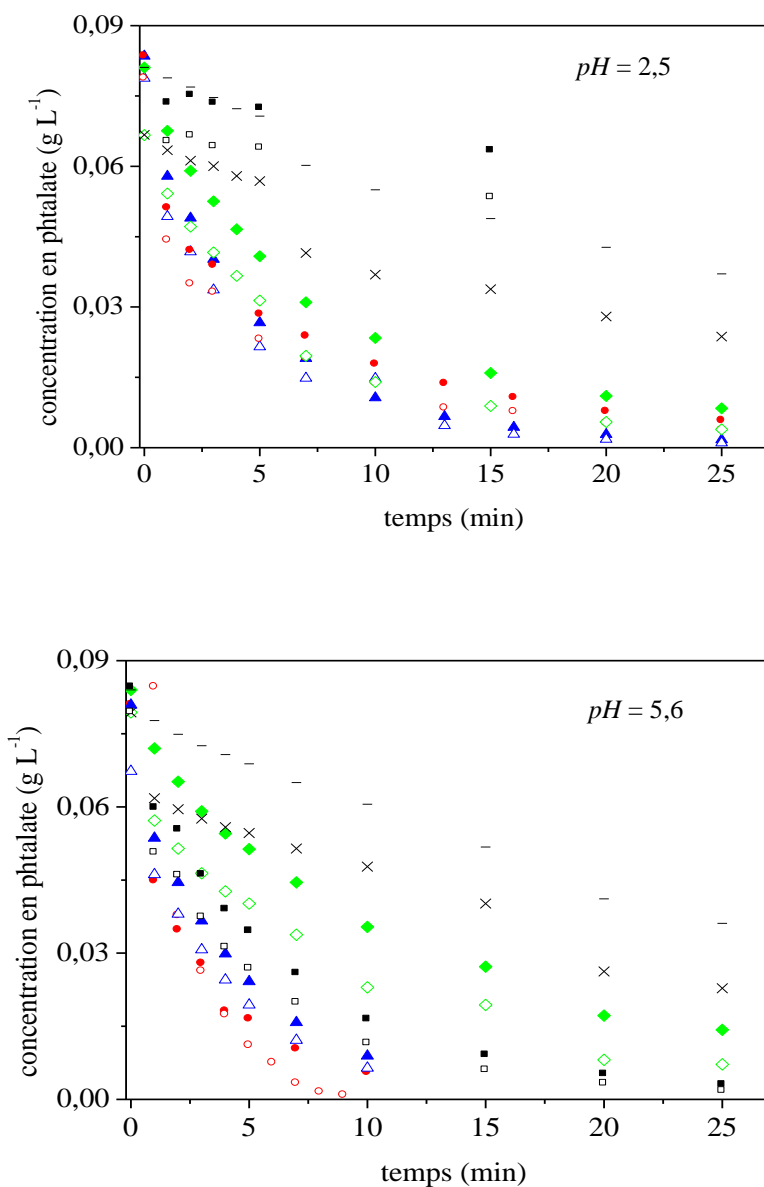 0,09
pH = 2,5
0,06
0,03
0,00
concentration en phtalate (g L-1)
0 5 10 15 20 25
temps (min)
0,09
pH = 5,6
0,06
0,03
0,00
concentration en phtalate (g L-1)
0 5 10 15 20 25
temps (min)